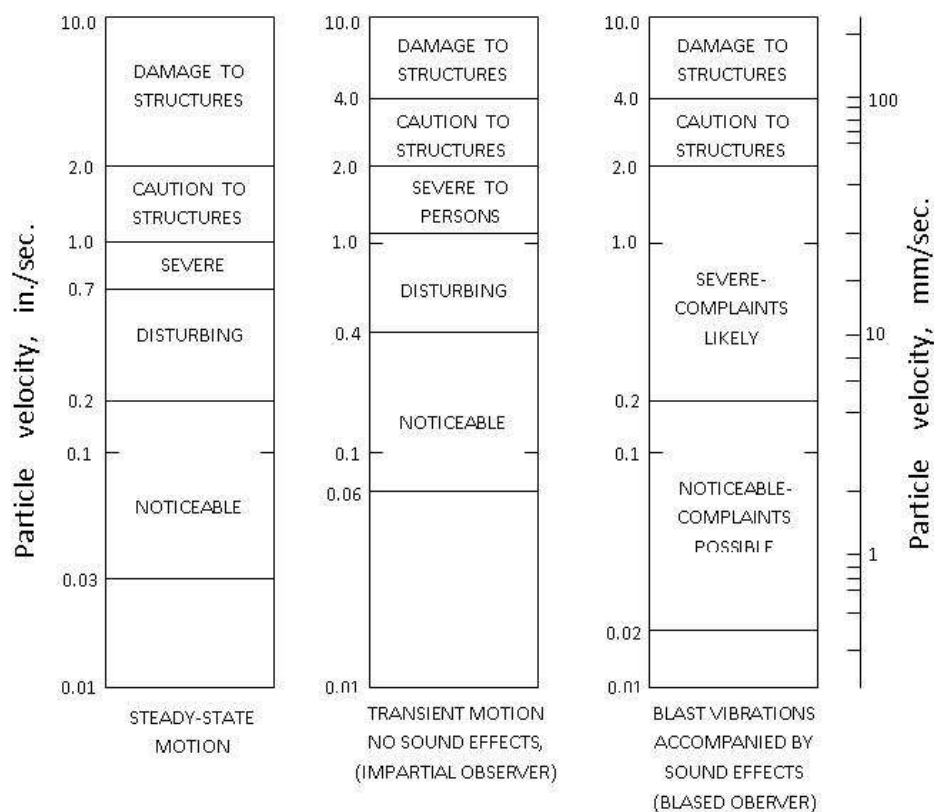 Particle velocity, in./sec.
10.0
2.0
1.0
0.7
0.2
0.1
0.03
0.01
DAMAGE TO
STRUCTURES
CAUTION TO
STRUCTURES
SEVERE
DISTURBING
NOTICEABLE
STEADY-STATE
MOTION
10.0
4.0
2.0
1.0
0.4
0.1
0.06
0.01
DAMAGE TO
STRUCTURES
CAUTION TO
STRUCTURES
SEVERE TO
PERSONS
DISTURBING
NOTICEABLE
TRANSIENT MOTION
NO SOUND EFFECTS,
(IMPARTIAL OBSERVER)
10.0
4.0
2.0
1.0
0.2
0.1
0.02
0.01
DAMAGE TO
STRUCTURES
CAUTION TO
STRUCTURES
SEVERE-
COMPLAINTS
LIKELY
NOTICEABLE-
COMPLAINTS
POSSIBLE
BLAST VIBRATIONS
ACCOMPANIED BY
SOUND EFFECTS
(BLASED OBERVER)
100
10
1
Particle velocity, mm/sec.